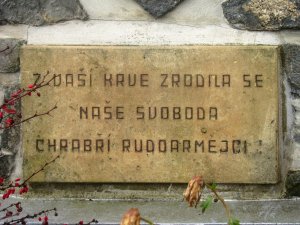 Z VAŠÍ KRVE ZRODILA SE
NAŠE SVOBODA
CHRABŘÍ RUDOARMĚJCI !